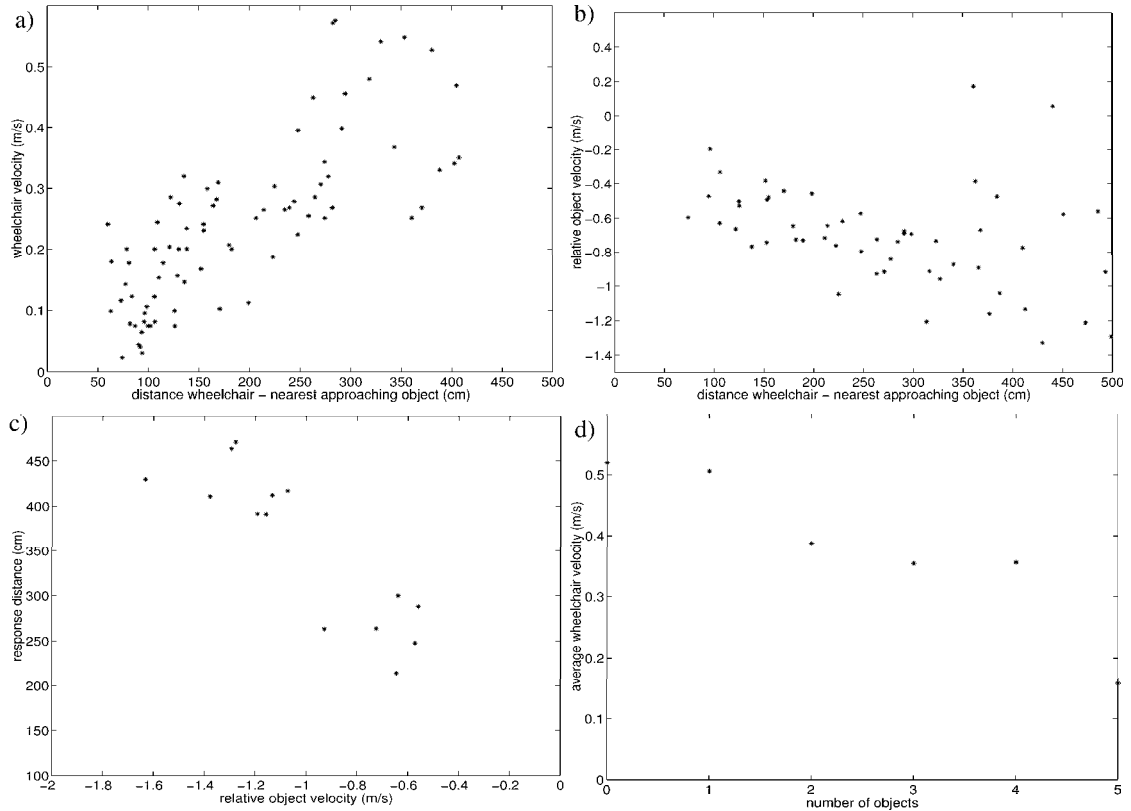 a)
wheelchair velocity (m/s)
0.5
0.4
0.3
0.2
0.1
0
0 50 100 150 200 250 300 350 400 450 500
distance wheelchair − nearest approaching object (cm)
b)
relative object velocity (m/s)
0.6
0.4
0.2
0
−0.2
−0.4
−0.6
−0.8
−1
−1.2
−1.4
0 50 100 150 200 250 300 350 400 450 500
distance wheelchair − nearest approaching object (cm)
c)
response distance (cm)
450
400
350
300
250
200
150
100
−2 −1.8 −1.6 −1.4 −1.2 −1 −0.8 −0.6 −0.4 −0.2 0
relative object velocity (m/s)
d)
average wheelchair velocity (m/s)
0.5
0.4
0.3
0.2
0.1
0
0 1 2 3 4 5
number of objects